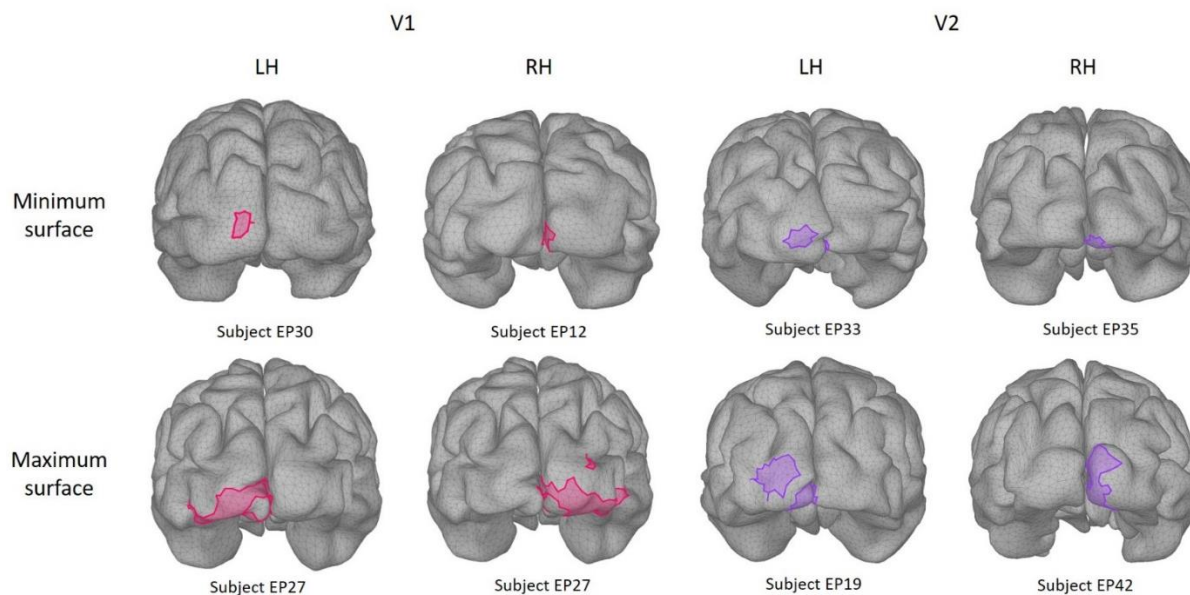 V1 V2
LH RH LH RH
Minimum
surface
Subject EP30 Subject EP12 Subject EP33 Subject EP35
Maximum
surface
Subject EP27 Subject EP27 Subject EP19 Subject EP42